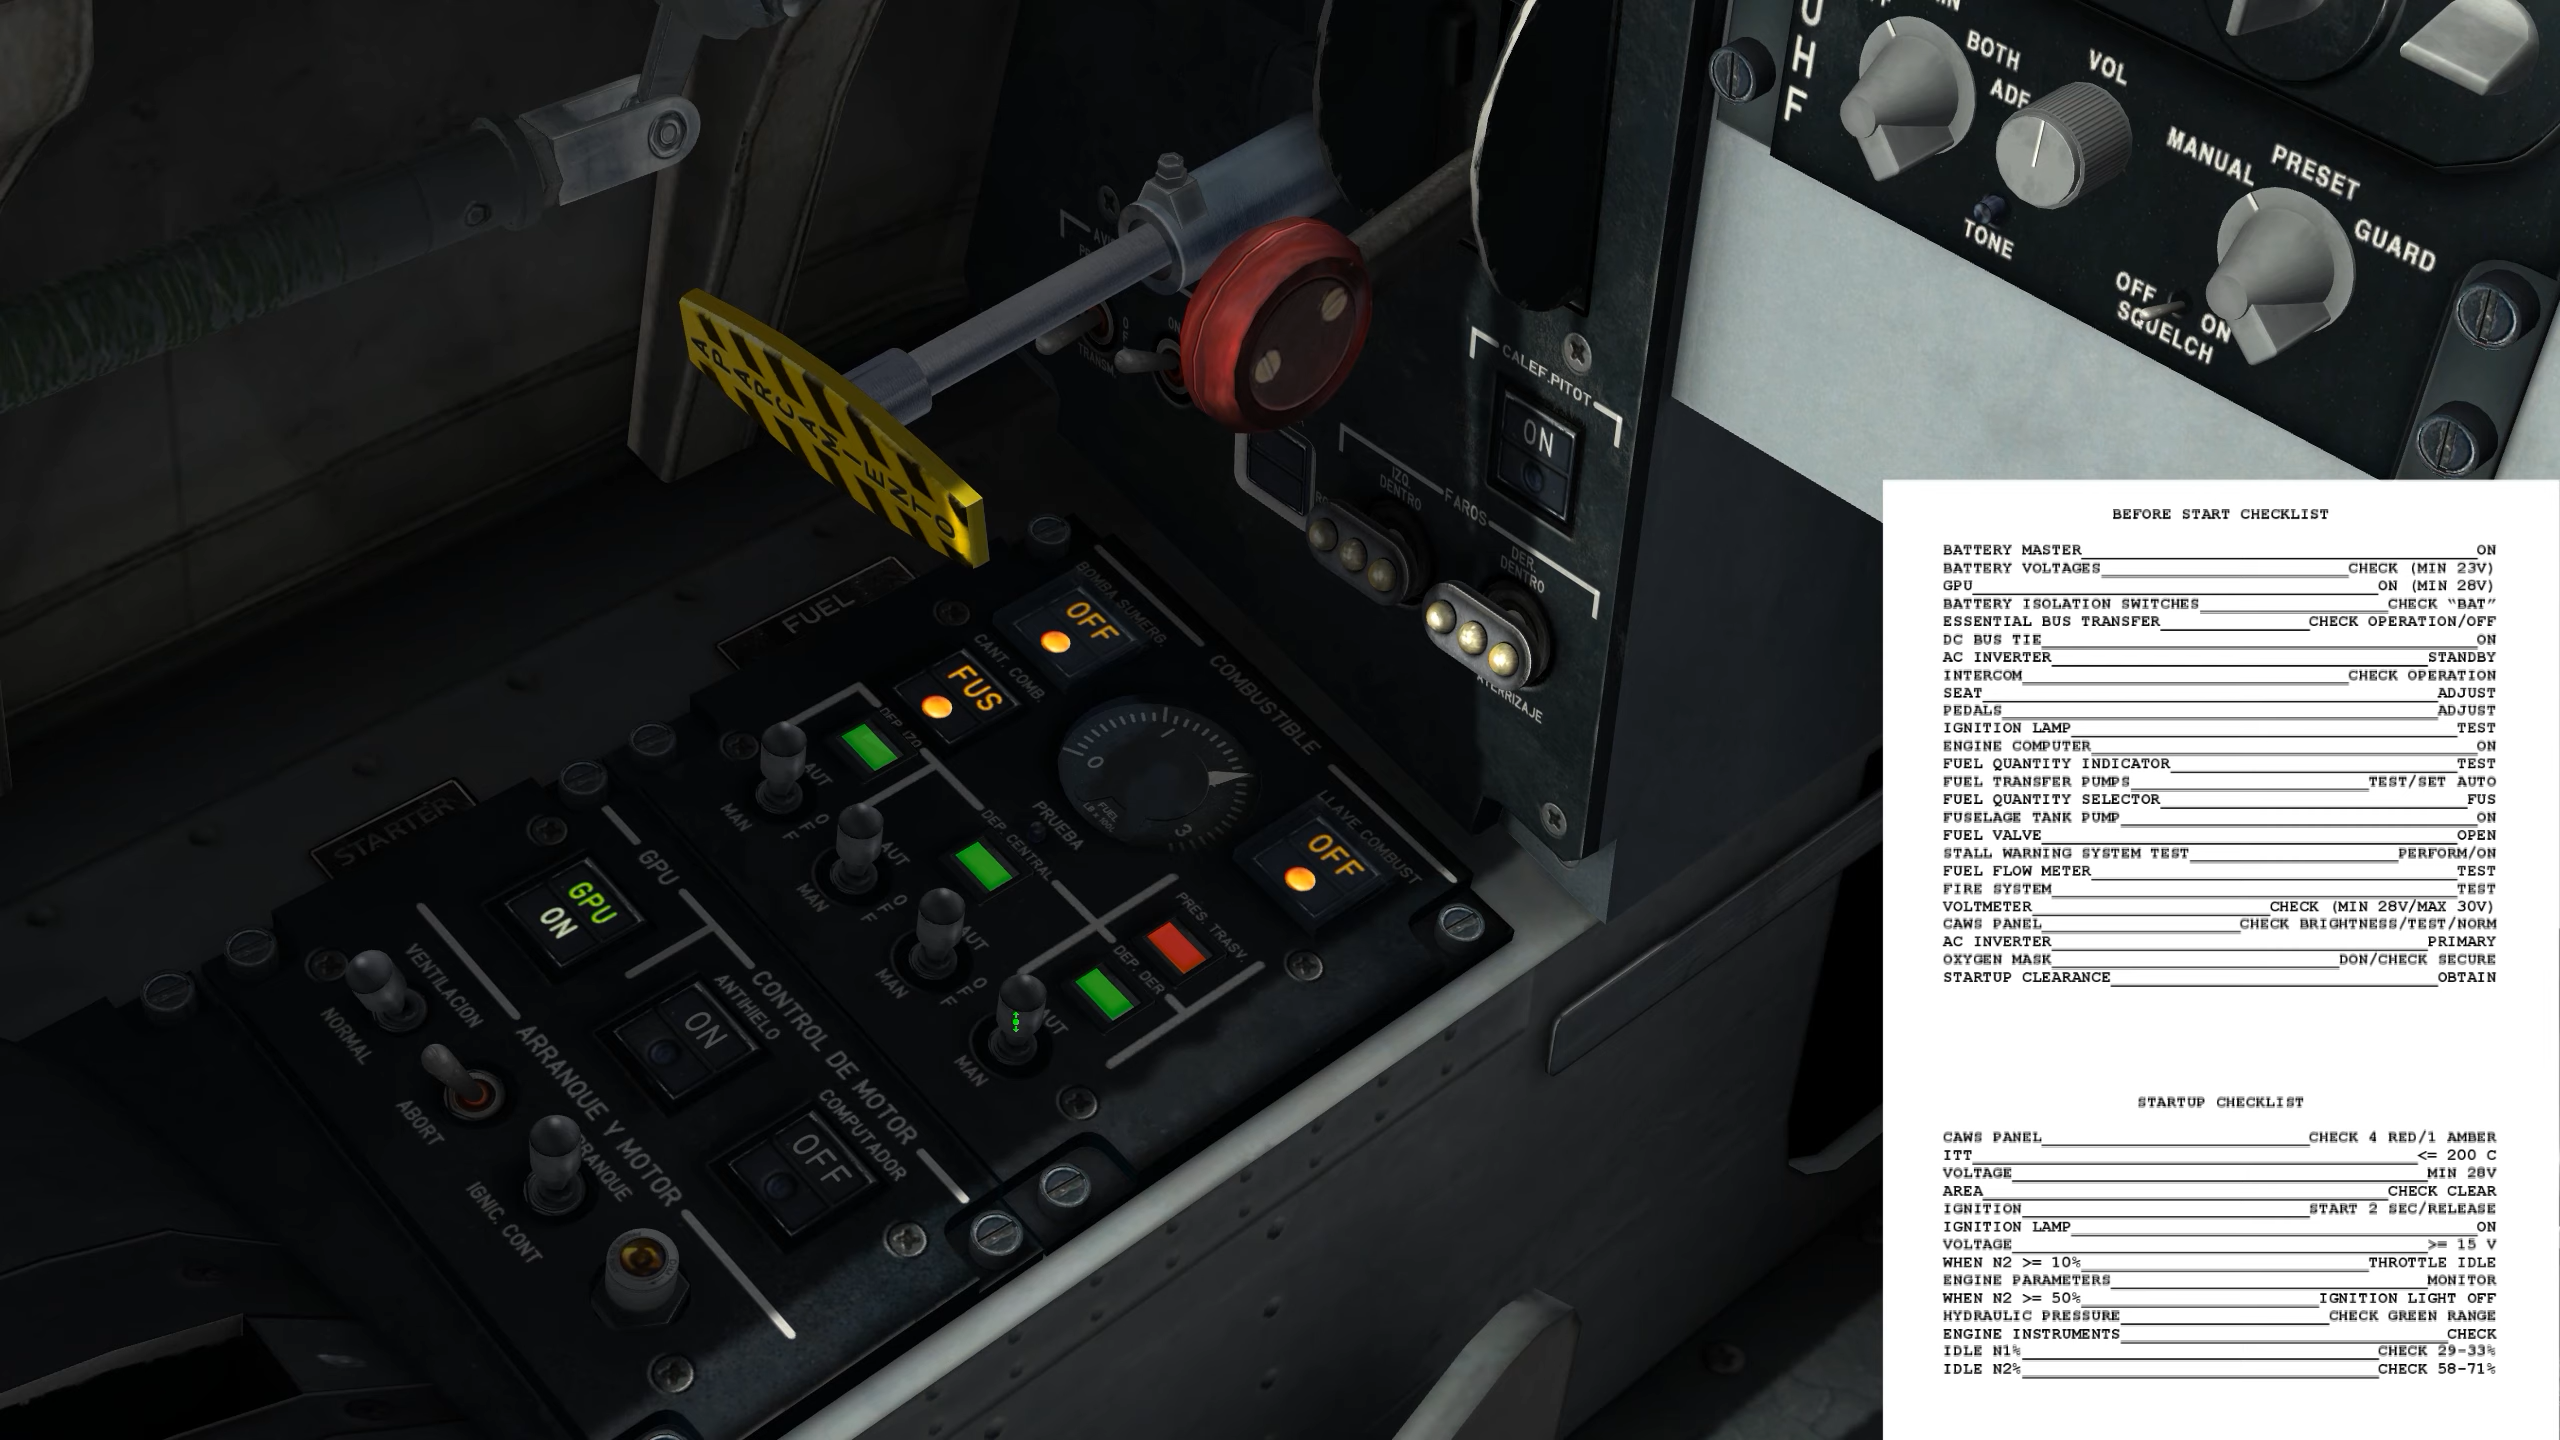 UHF
BOTH
ADF
VOL
MANUAL
PRESET
GUARD
TONE
OFF
ON
SQUELCH
APARCAMIENTO
TRANSM.
ON
CALEF.PITOT
ON
IZQ.
DENTRO
FAROS
DER.
DENTRO
ATERRIZAJE
FUEL
BOMBA SUMERG.
OFF
CANT. COMB.
FUS
COMBUSTIBLE
DEP. IZQ.
AUT
OFF
MAN
0
1
3
FUEL
PRUEBA
DEP. CENTRAL
AUT
OFF
MAN
LLAVE COMBUST
OFF
PRES. TRASV.
DEP. DER
AUT
OFF
MAN
AUT
MAN
STARTER
GPU
GPU
ON
VENTILACION
NORMAL
ABORT
ARRANQUE Y MOTOR
ANTIHIELO
ON
CONTROL DE MOTOR
COMPUTADOR
OFF
ARRANQUE
IGNIC. CONT
BEFORE START CHECKLIST
BATTERY MASTER ON
BATTERY VOLTAGES CHECK (MIN 23V)
GPU ON (MIN 28V)
BATTERY ISOLATION SWITCHES CHECK “BAT”
ESSENTIAL BUS TRANSFER CHECK OPERATION/OFF
DC BUS TIE ON
AC INVERTER STANDBY
INTERCOM CHECK OPERATION
SEAT ADJUST
PEDALS ADJUST
IGNITION LAMP TEST
ENGINE COMPUTER ON
FUEL QUANTITY INDICATOR TEST
FUEL TRANSFER PUMPS TEST/SET AUTO
FUEL QUANTITY SELECTOR FUS
FUSELAGE TANK PUMP ON
FUEL VALVE OPEN
STALL WARNING SYSTEM TEST PERFORM/ON
FUEL FLOW METER TEST
FIRE SYSTEM TEST
VOLTMETER CHECK (MIN 28V/MAX 30V)
CAWS PANEL CHECK BRIGHTNESS/TEST/NORM
AC INVERTER PRIMARY
OXYGEN MASK DON/CHECK SECURE
STARTUP CLEARANCE OBTAIN
STARTUP CHECKLIST
CAWS PANEL CHECK 4 RED/1 AMBER
ITT <= 200 C
VOLTAGE MIN 28V
AREA CHECK CLEAR
IGNITION START 2 SEC/RELEASE
IGNITION LAMP ON
VOLTAGE >= 15 V
WHEN N2 >= 10% THROTTLE IDLE
ENGINE PARAMETERS MONITOR
WHEN N2 >= 50% IGNITION LIGHT OFF
HYDRAULIC PRESSURE CHECK GREEN RANGE
ENGINE INSTRUMENTS CHECK
IDLE N1% CHECK 29-33%
IDLE N2% CHECK 58-71%